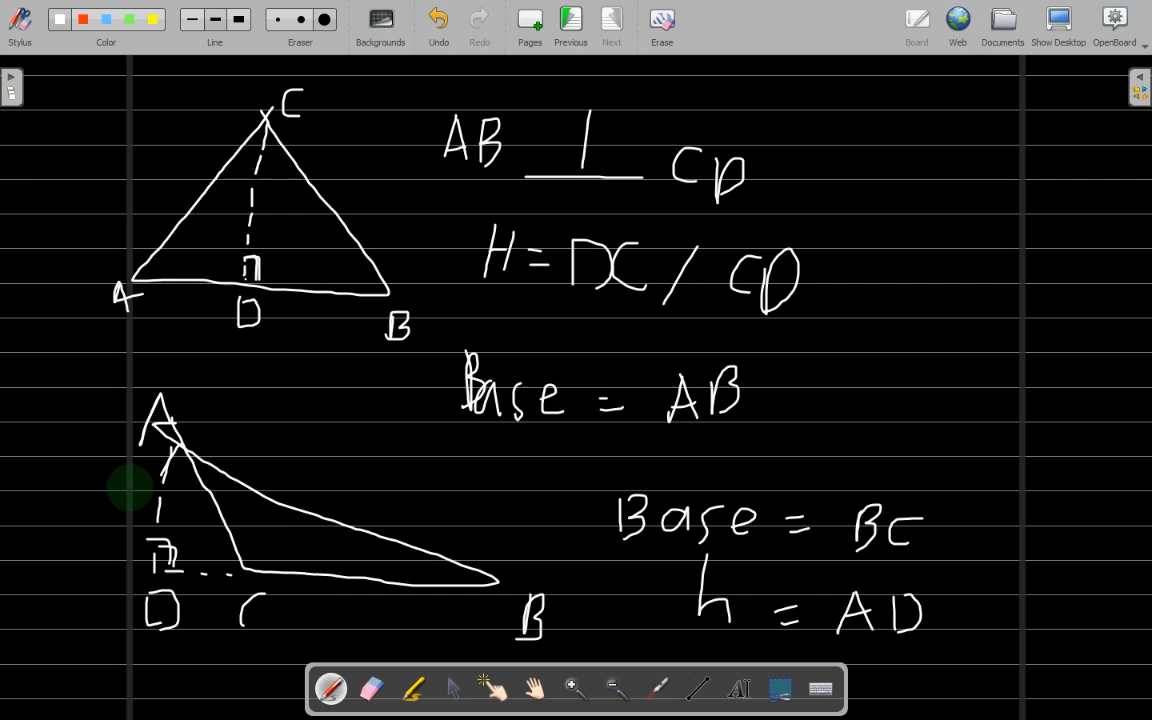 Stylus Color Line Eraser Backgrounds Undo Redo Pages Previous Next Erase Board Web Documents Show Desktop OpenBoard
C
AB ⊥ CD
H = DC / CD
A D B
Base = AB
A
Base = BC
h = AD
D C B